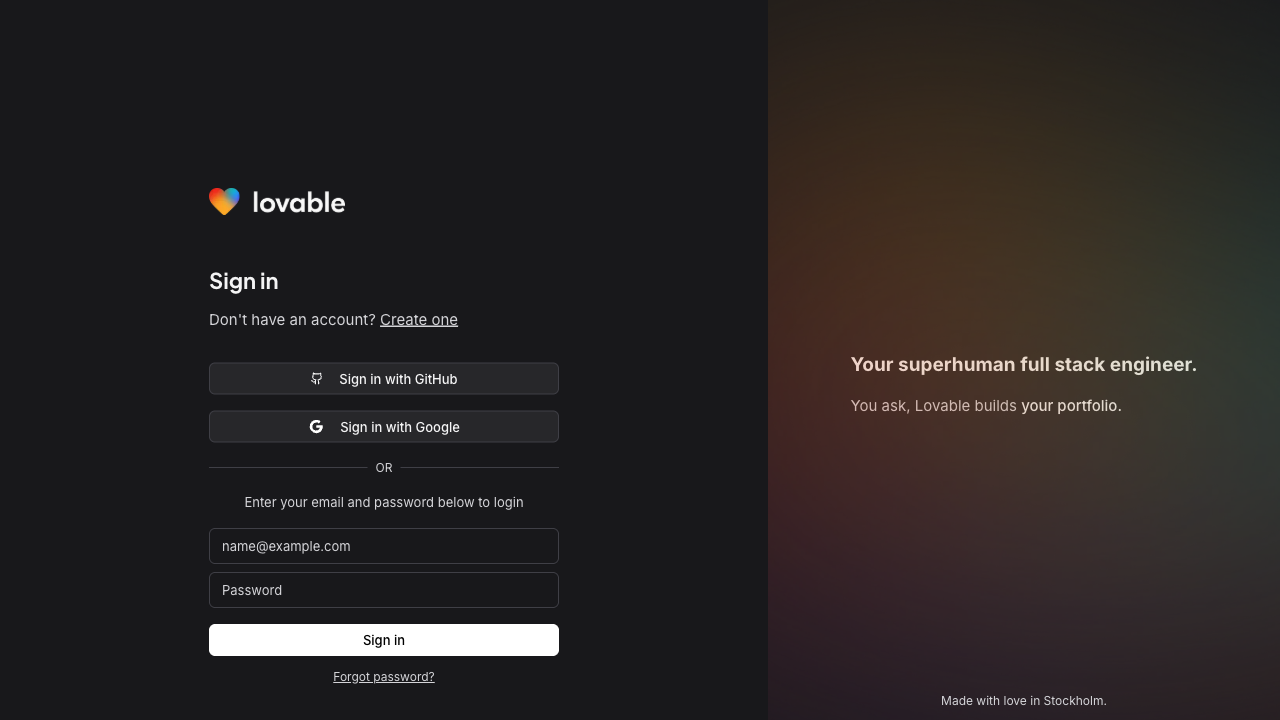 lovable
Sign in
Don't have an account? Create one
Sign in with GitHub
Sign in with Google
OR
Enter your email and password below to login
name@example.com
Password
Sign in
Forgot password?
Your superhuman full stack engineer.
You ask, Lovable builds your portfolio.
Made with love in Stockholm.